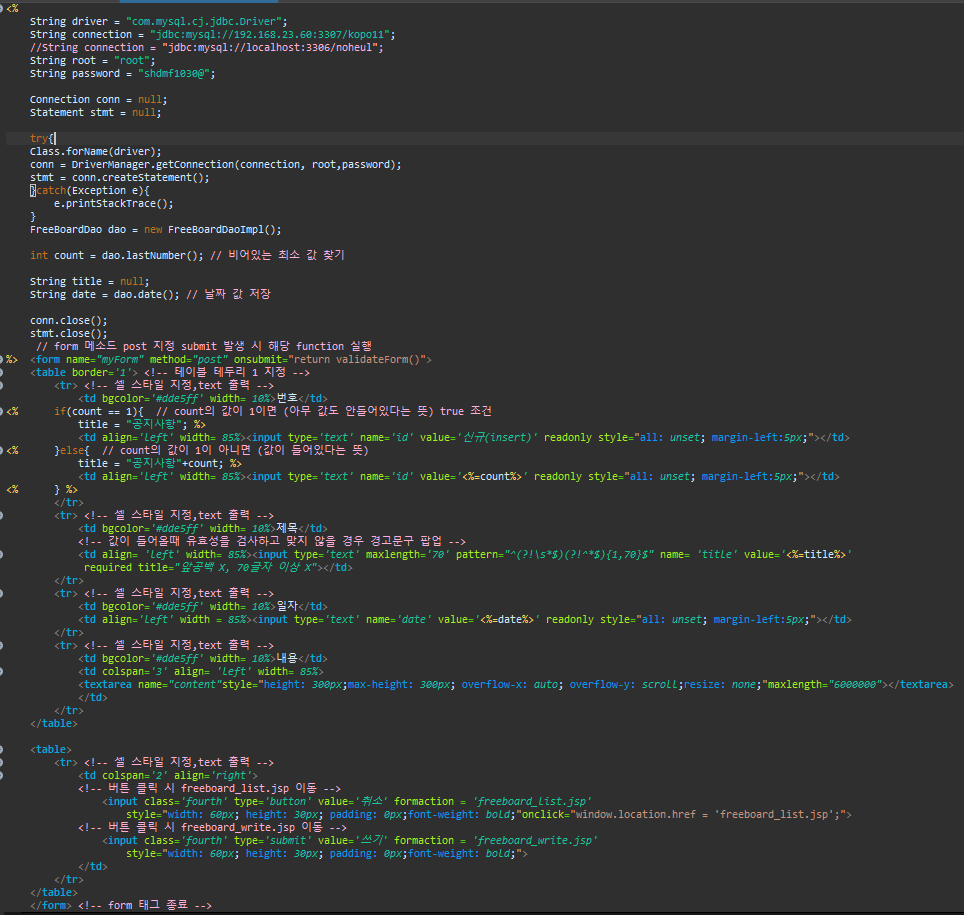 <%
String driver = "com.mysql.cj.jdbc.Driver";
String connection = "jdbc:mysql://192.168.23.60:3307/kopo11";
//String connection = "jdbc:mysql://localhost:3306/noheul";
String root = "root";
String password = "shdmf1030@";
Connection conn = null;
Statement stmt = null;
try{
Class.forName(driver);
conn = DriverManager.getConnection(connection, root,password);
stmt = conn.createStatement();
}catch(Exception e){
e.printStackTrace();
}
FreeBoardDao dao = new FreeBoardDaoImpl();
int count = dao.lastNumber(); // 비어있는 최소 값 찾기
String title = null;
String date = dao.date(); // 날짜 값 저장
conn.close();
stmt.close();
// form 메소드 post 지정 submit 발생 시 해당 function 실행
%> <form name="myForm" method="post" onsubmit="return validateForm()">
<table border='1'> <!-- 테이블 테두리 1 지정 -->
<tr> <!-- 셀 스타일 지정,text 출력 -->
<td bgcolor='#dde5ff' width= 10%>번호</td>
<% if(count == 1){ // count의 값이 1이면 (아무 값도 안들어있다는 뜻) true 조건
title = "공지사항"; %>
<td align='left' width= 85%><input type='text' name='id' value='신규(insert)' readonly style="all: unset; margin-left:5px;"></td>
<% }else{ // count의 값이 1이 아니면 (값이 들어있다는 뜻)
title = "공지사항"+count; %>
<td align='left' width= 85%><input type='text' name='id' value='<%=count%>' readonly style="all: unset; margin-left:5px;"></td>
<% } %>
</tr>
<tr> <!-- 셀 스타일 지정,text 출력 -->
<td bgcolor='#dde5ff' width= 10%>제목</td>
<!-- 값이 들어올때 유효성을 검사하고 맞지 않을 경우 경고문구 팝업 -->
<td align= 'left' width= 85%><input type='text' maxlength='70' pattern="^(?!\s*$)(?!^*$){1,70}$" name= 'title' value='<%=title%>'
required title="앞공백 X, 70글자 이상 X"></td>
</tr>
<tr> <!-- 셀 스타일 지정,text 출력 -->
<td bgcolor='#dde5ff' width= 10%>일자</td>
<td align='left' width = 85%><input type='text' name='date' value='<%=date%>' readonly style="all: unset; margin-left:5px;"></td>
</tr>
<tr> <!-- 셀 스타일 지정,text 출력 -->
<td bgcolor='#dde5ff' width= 10%>내용</td>
<td colspan='3' align= 'left' width= 85%>
<textarea name="content"style="height: 300px;max-height: 300px; overflow-x: auto; overflow-y: scroll;resize: none;"maxlength="6000000"></textarea>
</td>
</tr>
</table>
<table>
<tr> <!-- 셀 스타일 지정,text 출력 -->
<td colspan='2' align='right'>
<!-- 버튼 클릭 시 freeboard_list.jsp 이동 -->
<input class='fourth' type='button' value='취소' formaction = 'freeboard_list.jsp'
style="width: 60px; height: 30px; padding: 0px;font-weight: bold;"onclick="window.location.href = 'freeboard_list.jsp';">
<!-- 버튼 클릭 시 freeboard_write.jsp 이동 -->
<input class='fourth' type='submit' value='쓰기' formaction = 'freeboard_write.jsp'
style="width: 60px; height: 30px; padding: 0px;font-weight: bold;">
</td>
</tr>
</table>
</form> <!-- form 태그 종료 -->